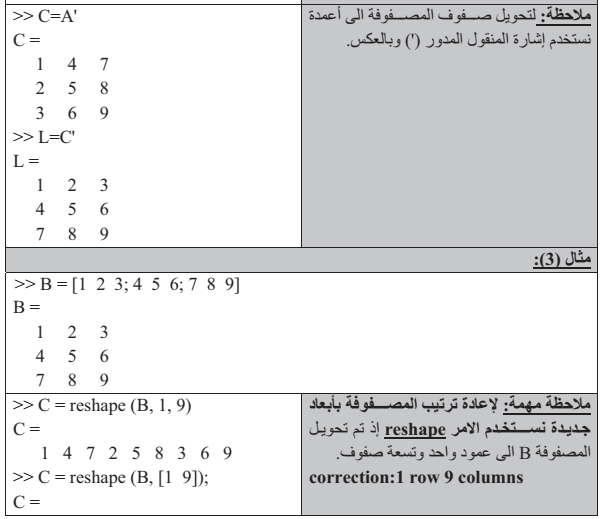 >> C=A'
C =
1 4 7
2 5 8
3 6 9
>> L=C'
L =
1 2 3
4 5 6
7 8 9
ملاحظة: لتحويل صفوف المصفوفة الى أعمدة
نستخدم إشارة المنقول المدور (') وبالعكس.
مثال (3):
>> B = [1 2 3; 4 5 6; 7 8 9]
B =
1 2 3
4 5 6
7 8 9
>> C = reshape (B, 1, 9)
C =
1 4 7 2 5 8 3 6 9
>> C = reshape (B, [1 9]);
C =
ملاحظة مهمة: لإعادة ترتيب المصفوفة بأبعاد
جديدة نستخدم الامر reshape إذ تم تحويل
المصفوفة B الى عمود واحد وتسعة صفوف.
correction:1 row 9 columns